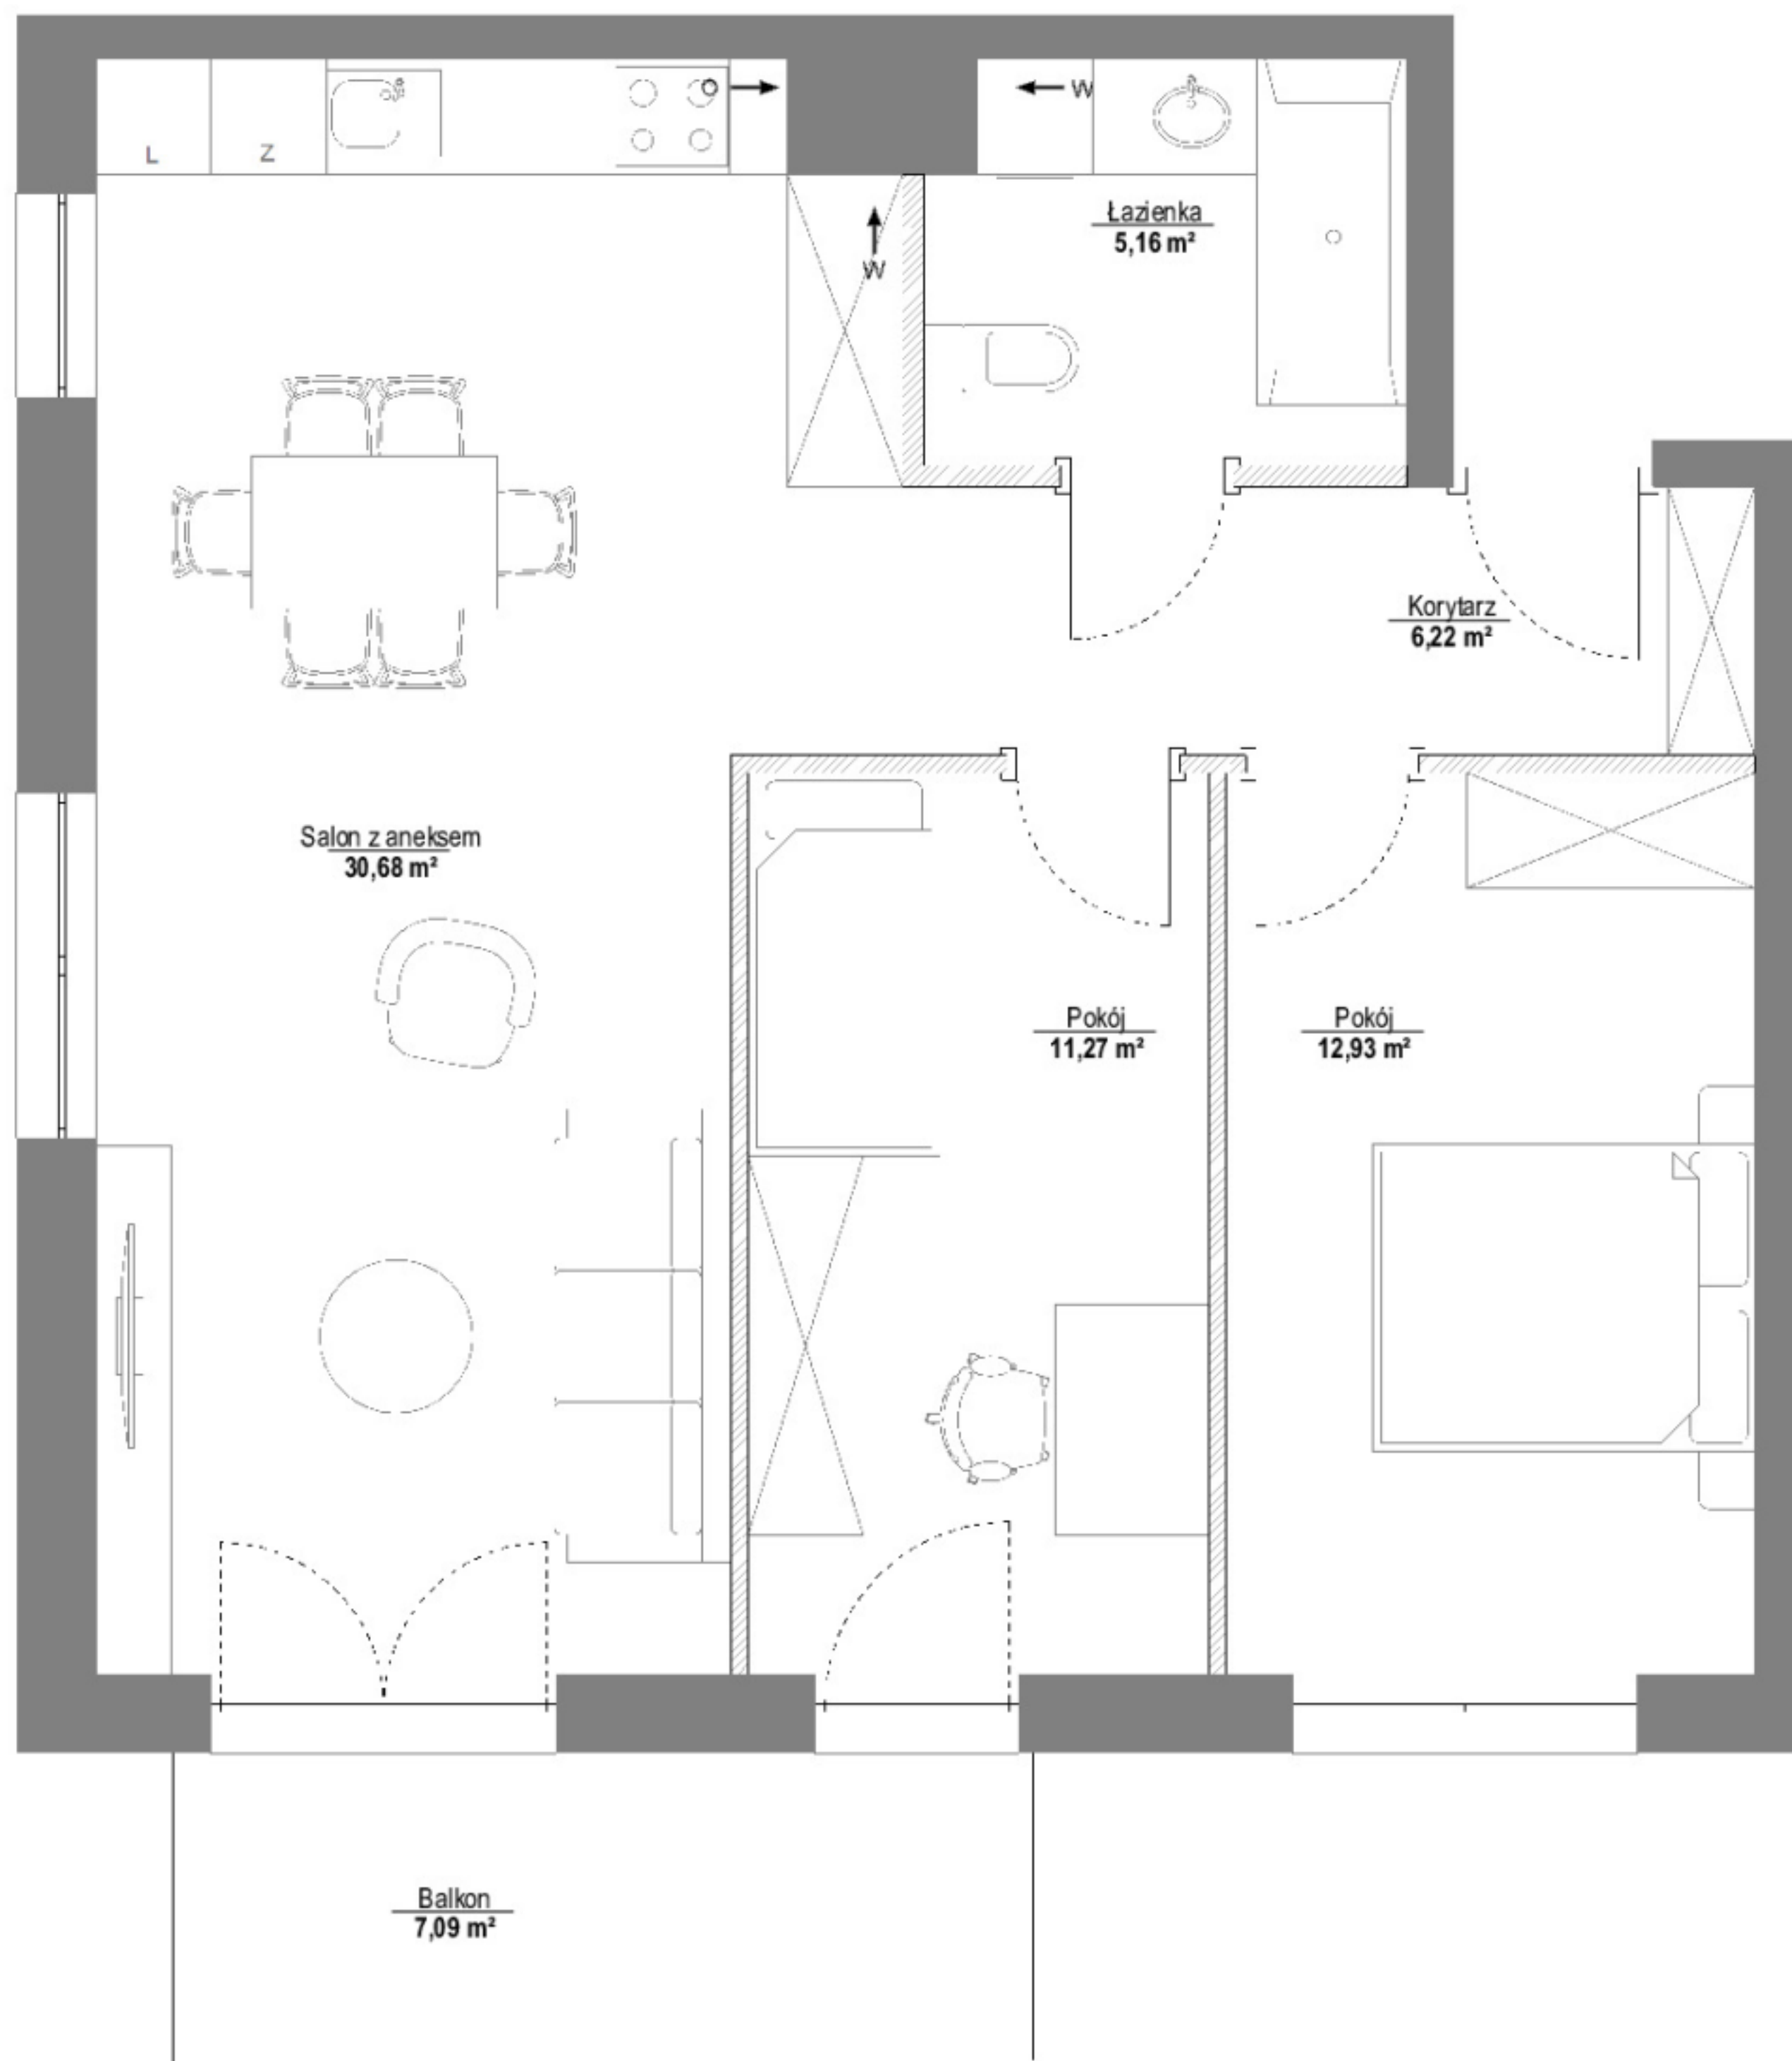 L
Z
W
W
Łazienka
5,16 m²
Korytarz
6,22 m²
Salon z aneksem
30,68 m²
Pokój
11,27 m²
Pokój
12,93 m²
Balkon
7,09 m²